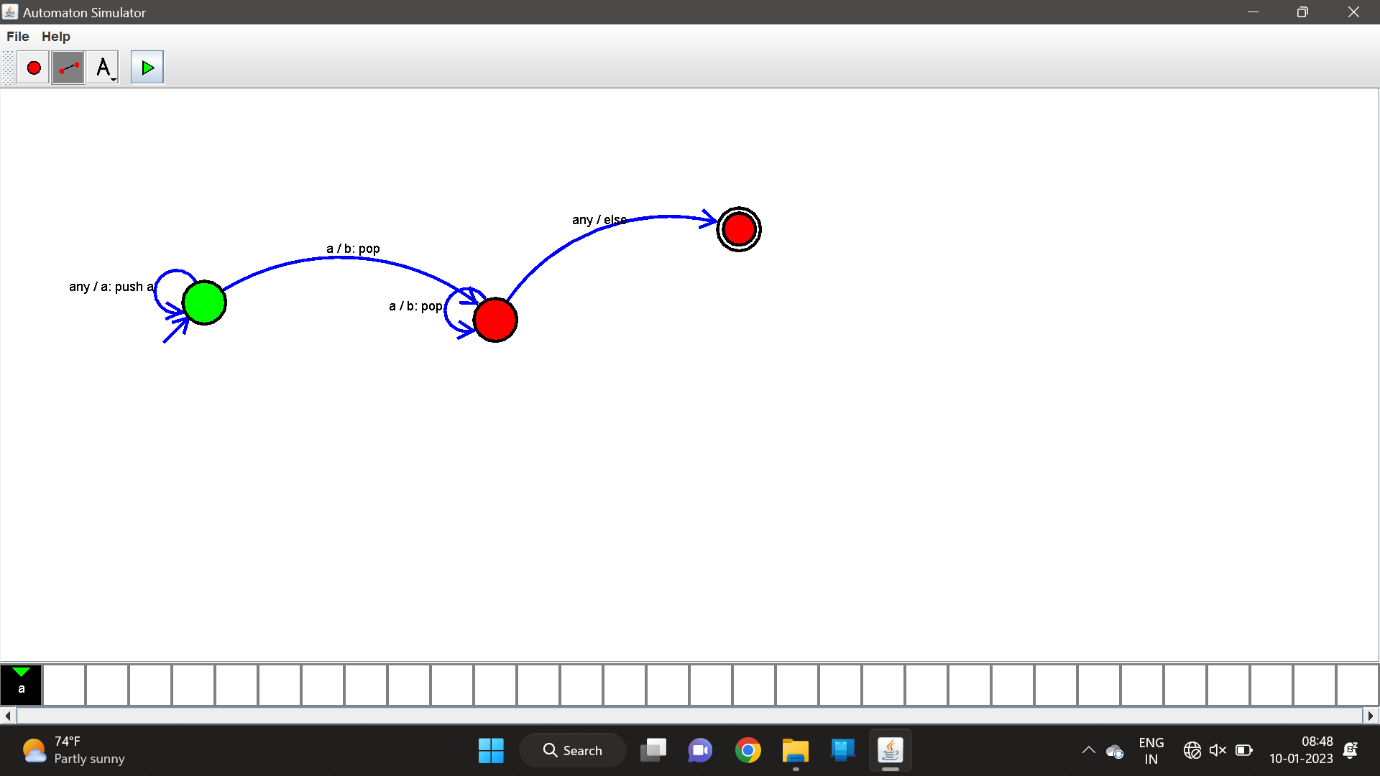 Automaton Simulator
File Help
A
any / else
a / b: pop
any / a: push a
a / b: pop
a
74°F
Partly sunny
Search
ENG
IN
08:48
10-01-2023